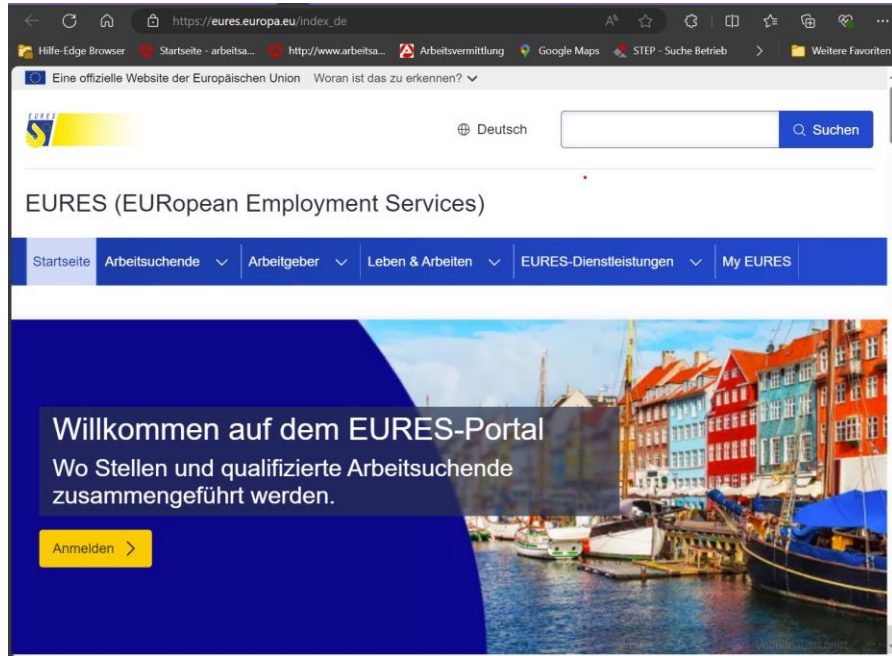 https://eures.europa.eu/index_de
Hilfe-Edge Browser Startseite - arbeitsa... http://www.arbeitsa... Arbeitsvermittlung Google Maps STEP - Suche Betrieb Weitere Favoriten
Eine offizielle Website der Europäischen Union Woran ist das zu erkennen?
EURES
Deutsch Suchen
EURES (EURopean Employment Services)
Startseite Arbeitsuchende Arbeitgeber Leben & Arbeiten EURES-Dienstleistungen My EURES
Willkommen auf dem EURES-Portal
Wo Stellen und qualifizierte Arbeitsuchende
zusammengeführt werden.
Anmelden